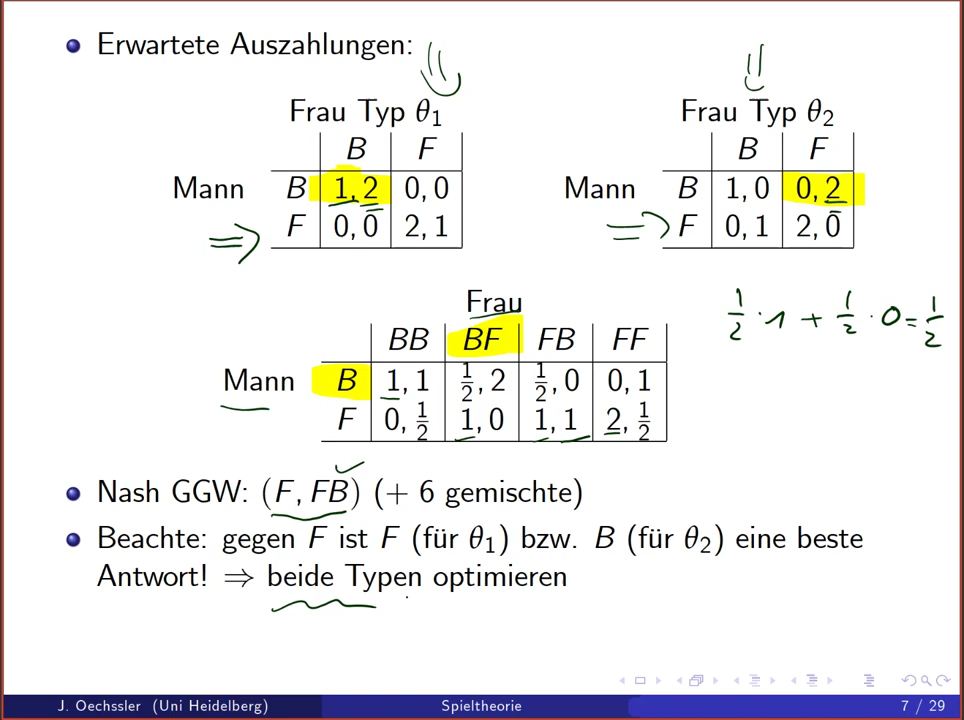 Erwartete Auszahlungen:
Frau Typ θ₁ Frau Typ θ₂
B F B F
Mann B 1, 2 0, 0 Mann B 1, 0 0, 2
⇒ F 0, 0 2, 1 ⇒ F 0, 1 2, 0
Frau
1/2 · 1 + 1/2 · 0 = 1/2
BB BF FB FF
Mann B 1, 1 1/2, 2 1/2, 0 0, 1
F 0, 1/2 1, 0 1, 1 2, 1/2
Nash GGW: (F, FB) (+ 6 gemischte)
Beachte: gegen F ist F (für θ₁) bzw. B (für θ₂) eine beste
Antwort! ⇒ beide Typen optimieren
J. Oechssler (Uni Heidelberg) Spieltheorie 7 / 29